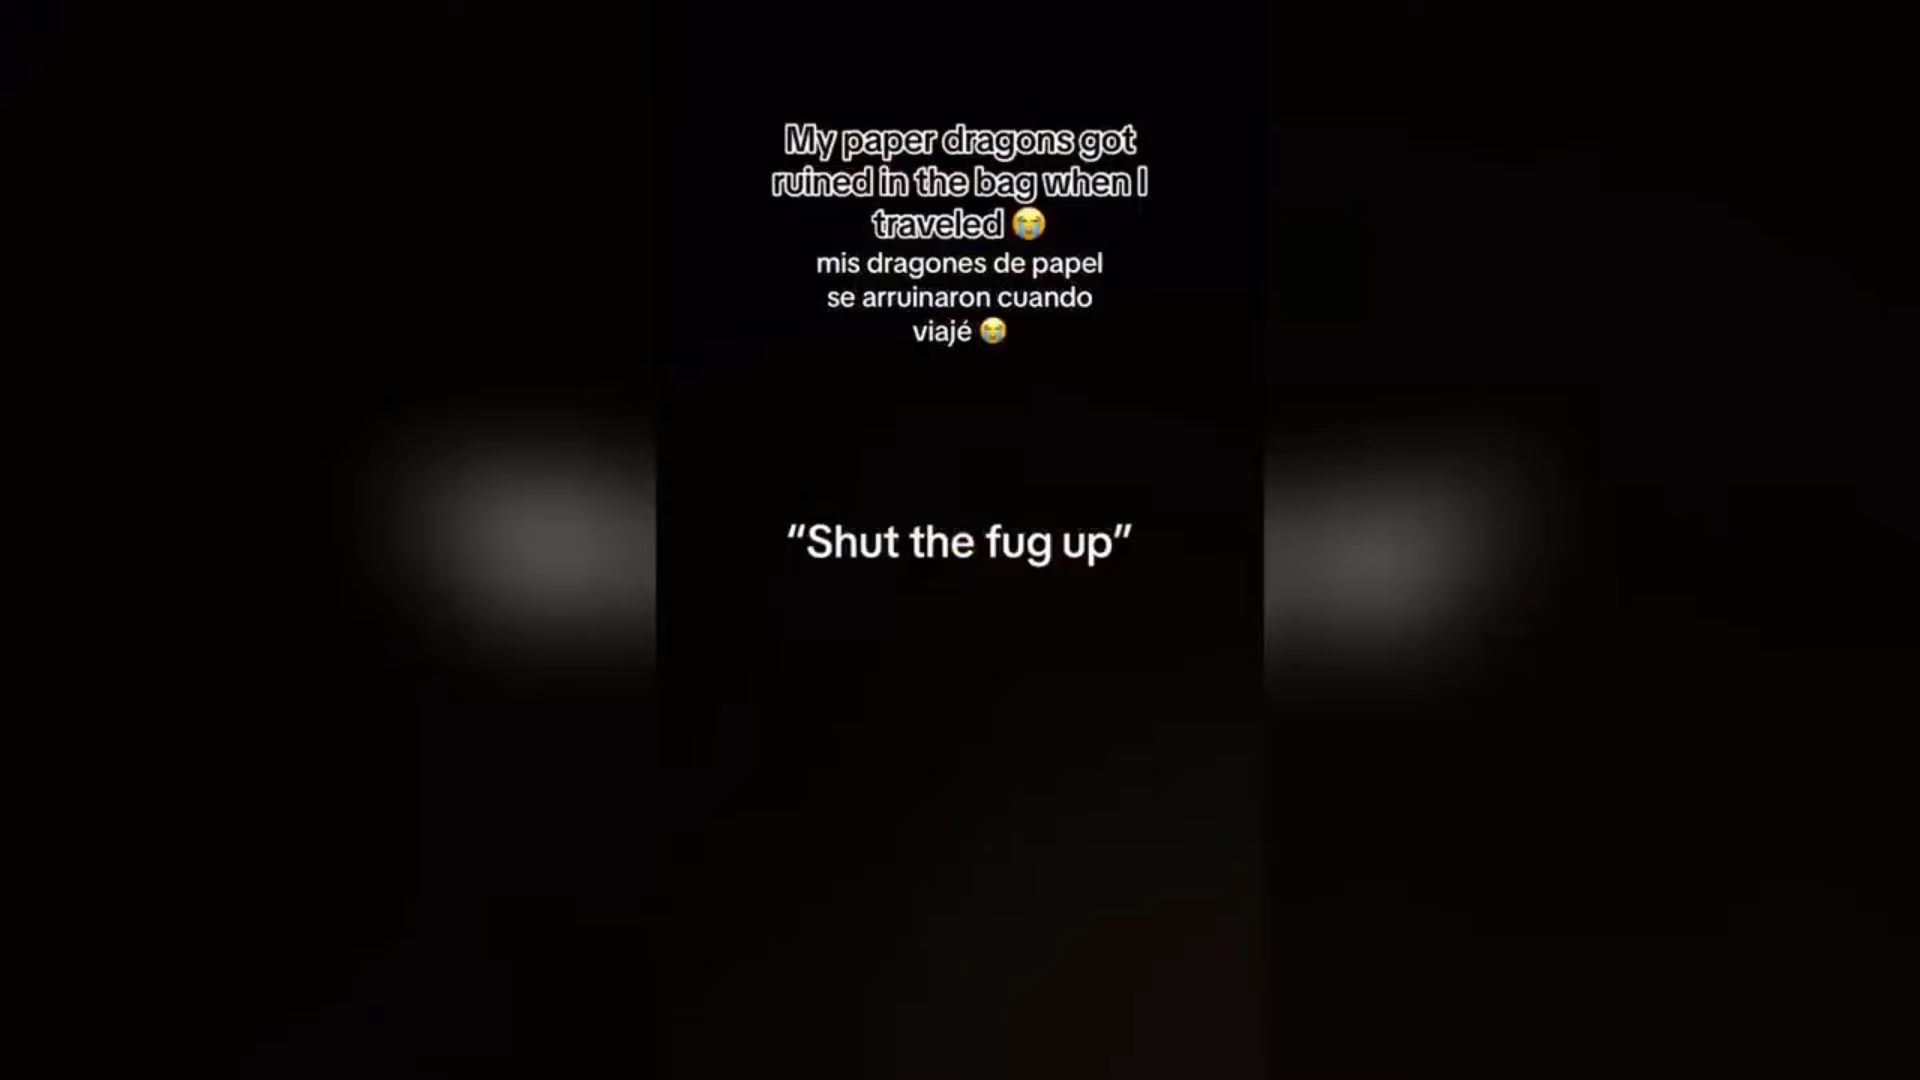 My paper dragons got
ruined in the bag when I
traveled 😭
mis dragones de papel
se arruinaron cuando
viajé 😭
“Shut the fug up”